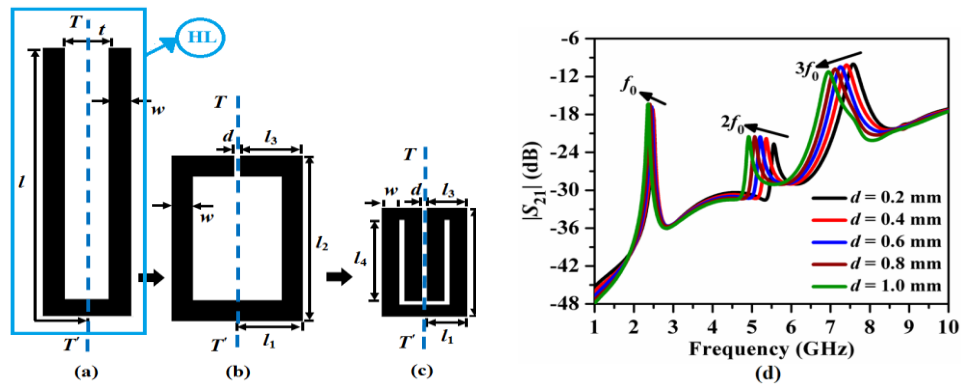 T
t
HL
w
l
T′
(a)
T
d
l3
w
l2
l1
T′
(b)
T
w
d
l3
l4
l1
T′
(c)
-6
-12
-18
-24
-30
-36
-42
-48
|S21| (dB)
f0
2f0
3f0
d = 0.2 mm
d = 0.4 mm
d = 0.6 mm
d = 0.8 mm
d = 1.0 mm
1 2 3 4 5 6 7 8 9 10
Frequency (GHz)
(d)